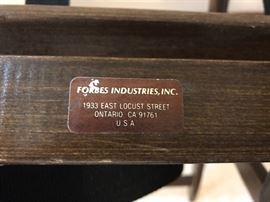 FORBES INDUSTRIES, INC.
1933 EAST LOCUST STREET
ONTARIO CA 91761
U S A